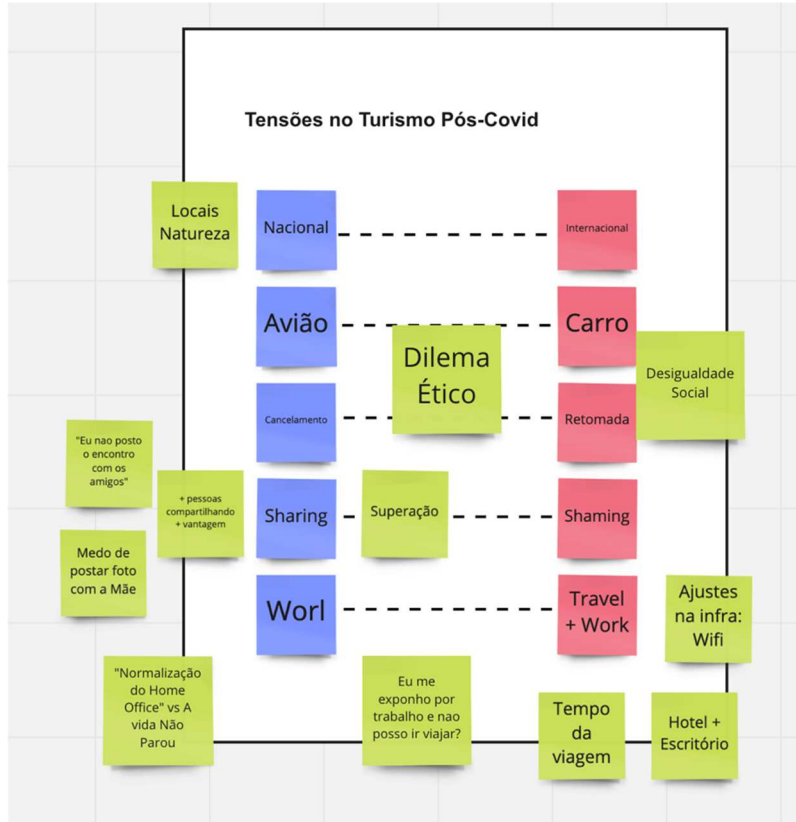 Tensões no Turismo Pós-Covid
Locais
Natureza
Nacional
Internacional
Avião
Carro
Dilema
Ético
Desigualdade
Social
Cancelamento
Retomada
"Eu nao posto
o encontro
com os
amigos"
+ pessoas
compartilhando
+ vantagem
Sharing
Superação
Shaming
Medo de
postar foto
com a Mãe
Worl
Travel
+ Work
Ajustes
na infra:
Wifi
"Normalização
do Home
Office" vs A
vida Não
Parou
Eu me
exponho por
trabalho e nao
posso ir viajar?
Tempo
da
viagem
Hotel +
Escritório